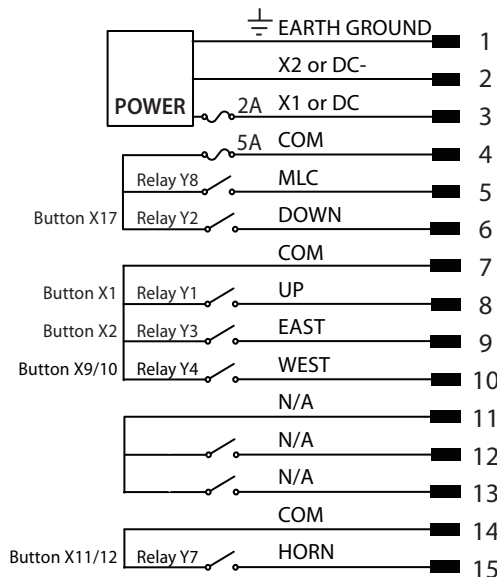 EARTH GROUND 1
POWER X2 or DC- 2
2A X1 or DC 3
5A COM 4
Relay Y8 MLC 5
Button X17 Relay Y2 DOWN 6
COM 7
Button X1 Relay Y1 UP 8
Button X2 Relay Y3 EAST 9
Button X9/10 Relay Y4 WEST 10
N/A 11
N/A 12
N/A 13
COM 14
Button X11/12 Relay Y7 HORN 15